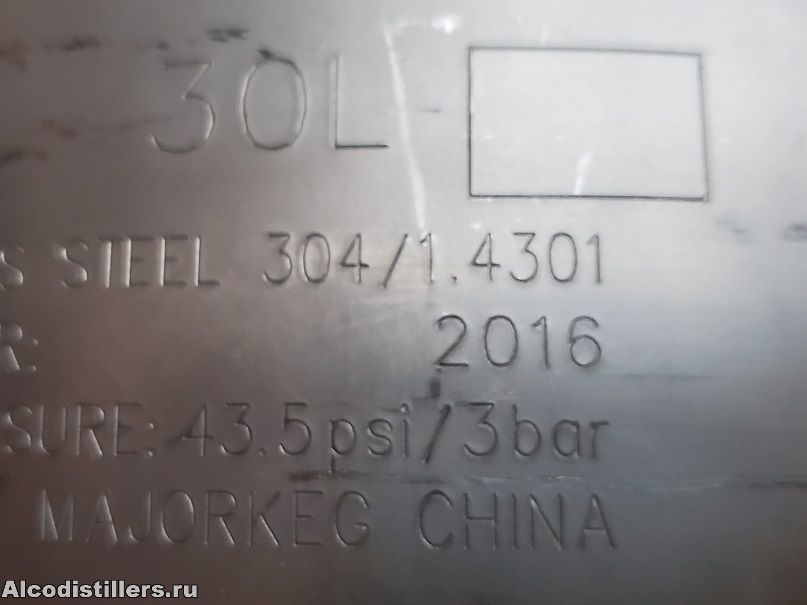 30L
S STEEL 304/1.4301
R: 2016
SURE: 43.5psi/3bar
MAJORKEG CHINA
Alcodistillers.ru